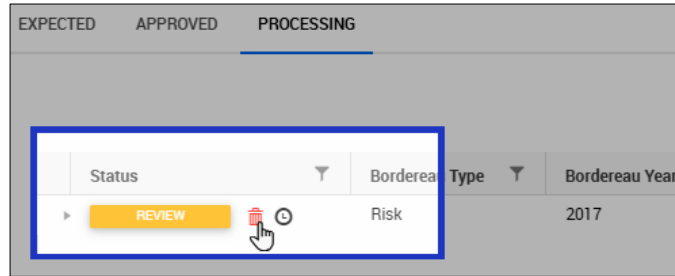 EXPECTED APPROVED PROCESSING
Status Bordereau Type Bordereau Year
REVIEW Risk 2017